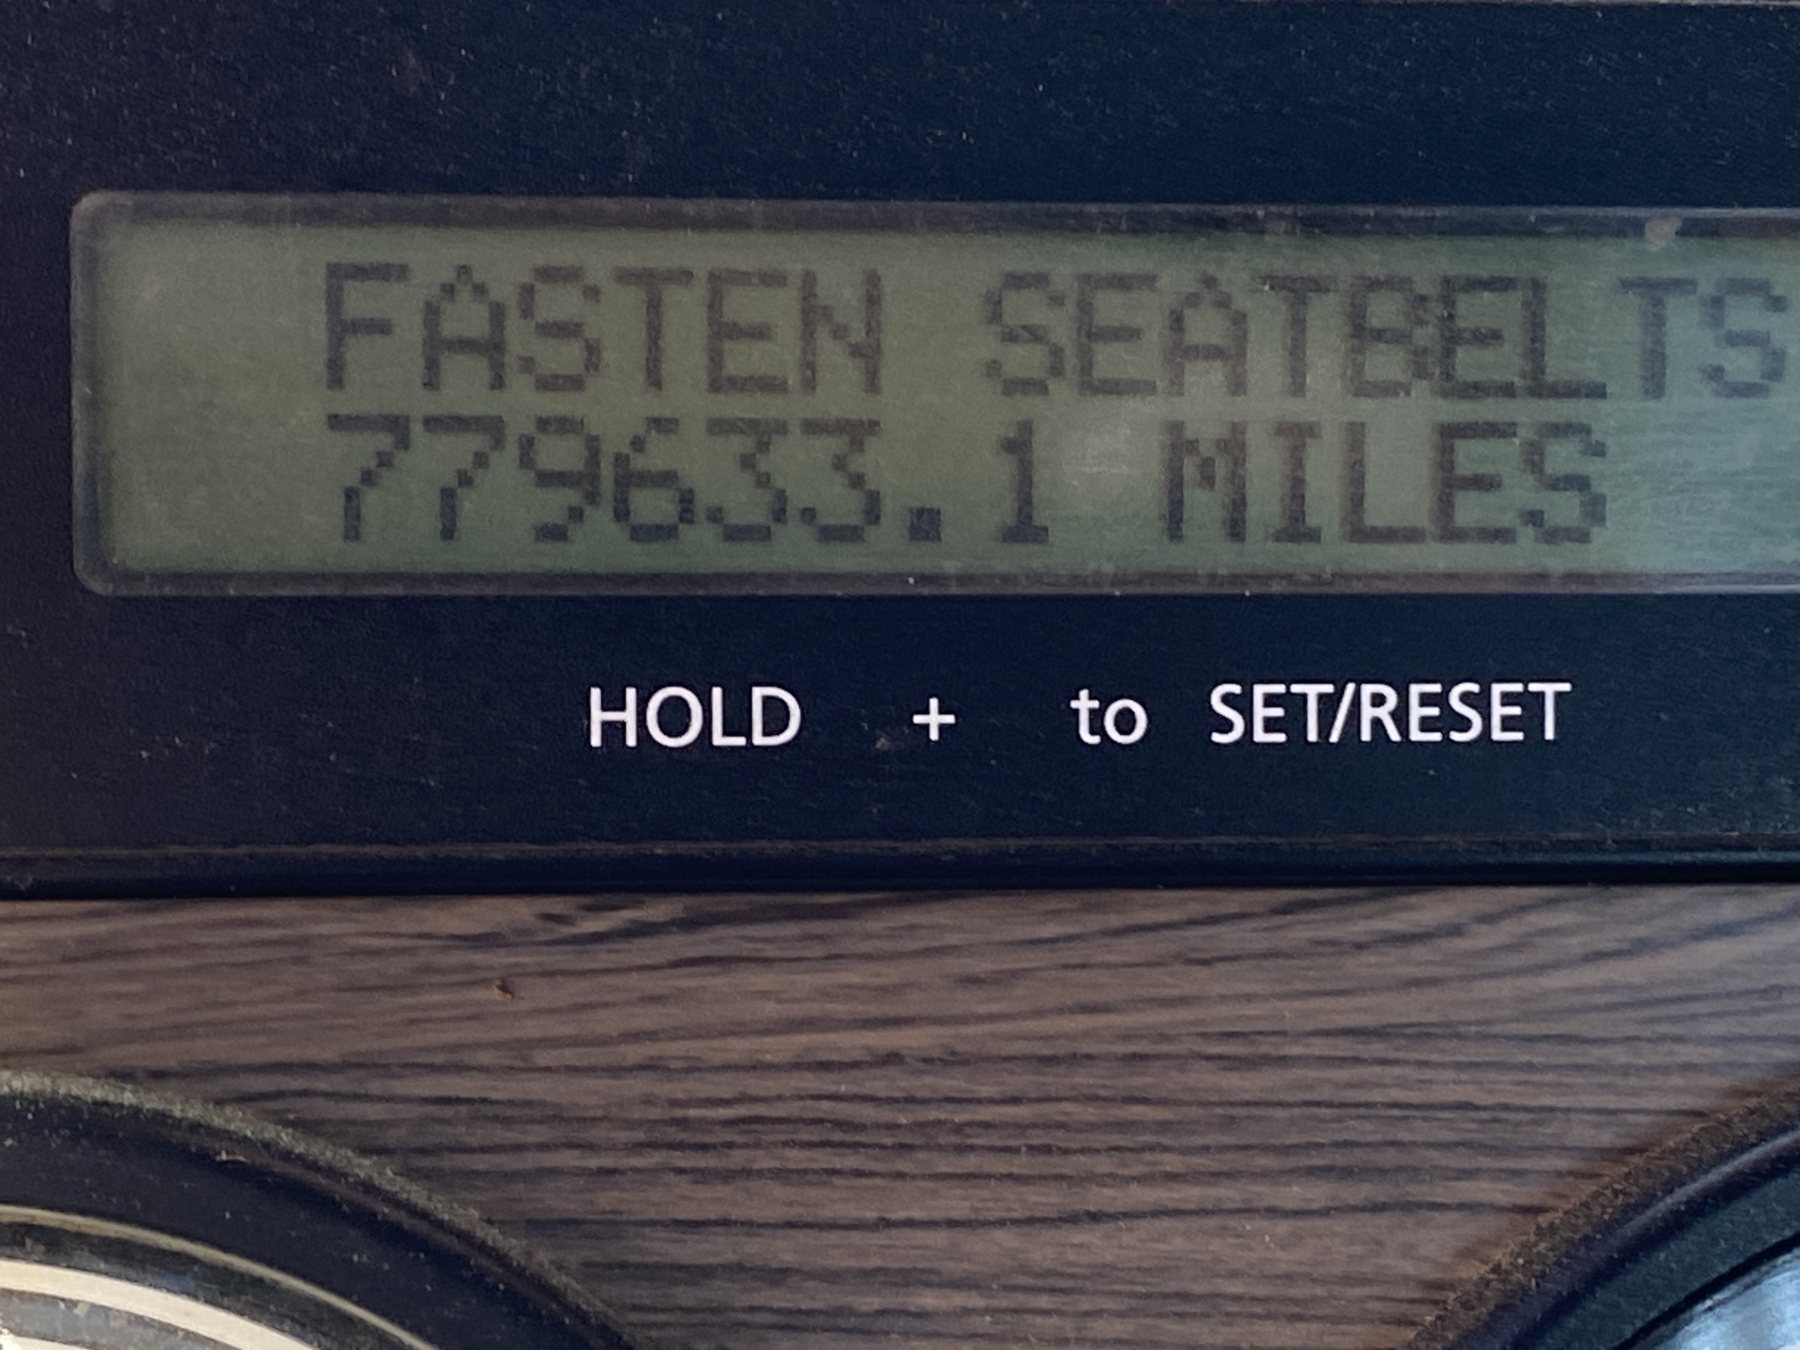 FASTEN SEATBELTS
779633.1 MILES
HOLD + to SET/RESET